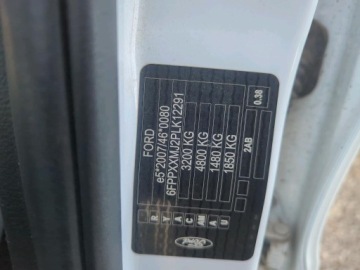 FORD
e5*2007/46*0080
6FPPXXMJ2PLK12291
3200 KG
4800 KG
1480 KG
1850 KG
2AB
0.30